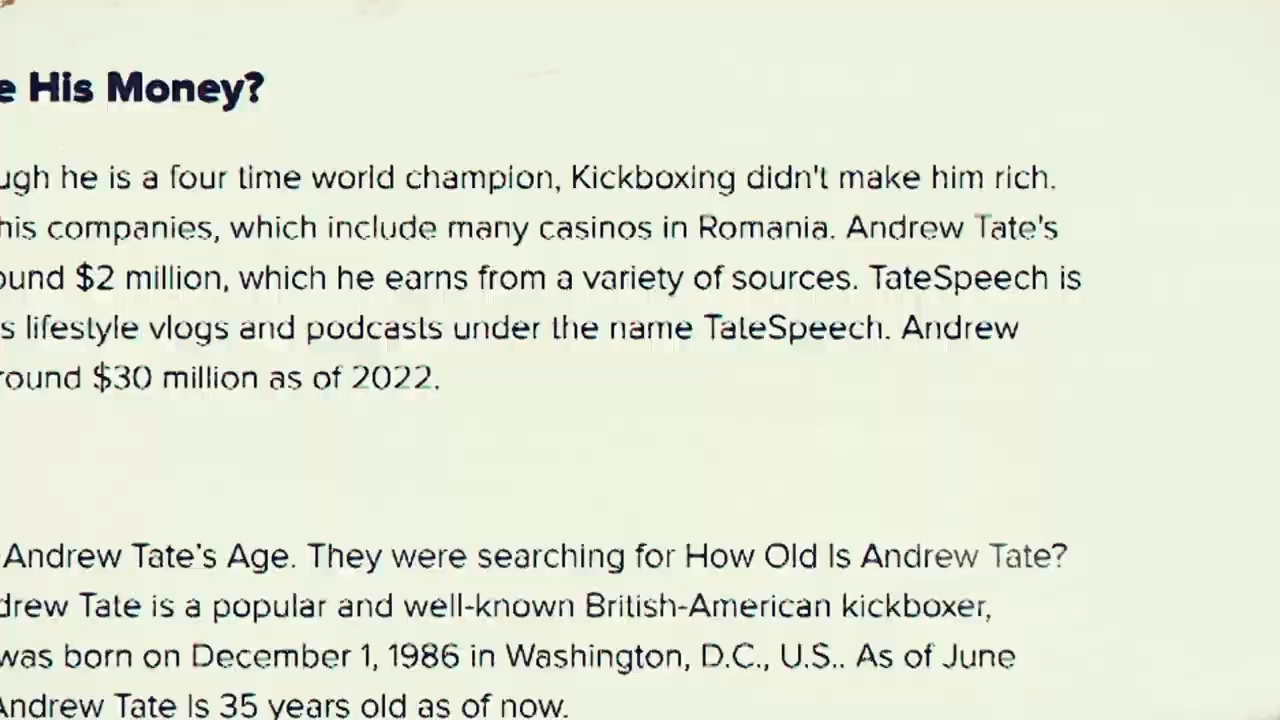 e His Money?
ugh he is a four time world champion, Kickboxing didn't make him rich.
his companies, which include many casinos in Romania. Andrew Tate's
ound $2 million, which he earns from a variety of sources. TateSpeech is
s lifestyle vlogs and podcasts under the name TateSpeech. Andrew
round $30 million as of 2022.
Andrew Tate's Age. They were searching for How Old Is Andrew Tate?
drew Tate is a popular and well-known British-American kickboxer,
was born on December 1, 1986 in Washington, D.C., U.S.. As of June
Andrew Tate Is 35 years old as of now.